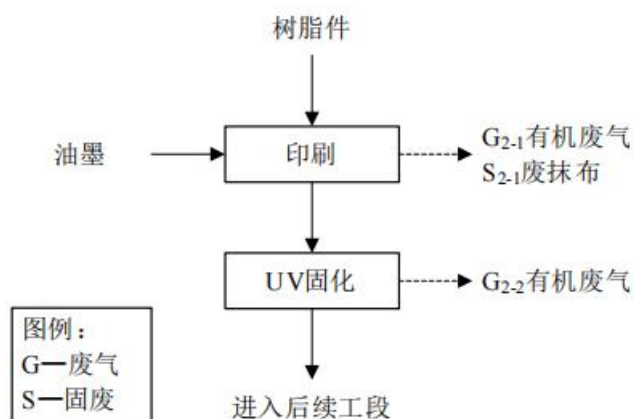 树脂件
油墨
印刷
G2-1有机废气
S2-1废抹布
UV固化
G2-2有机废气
图例：
G—废气
S—固废
进入后续工段